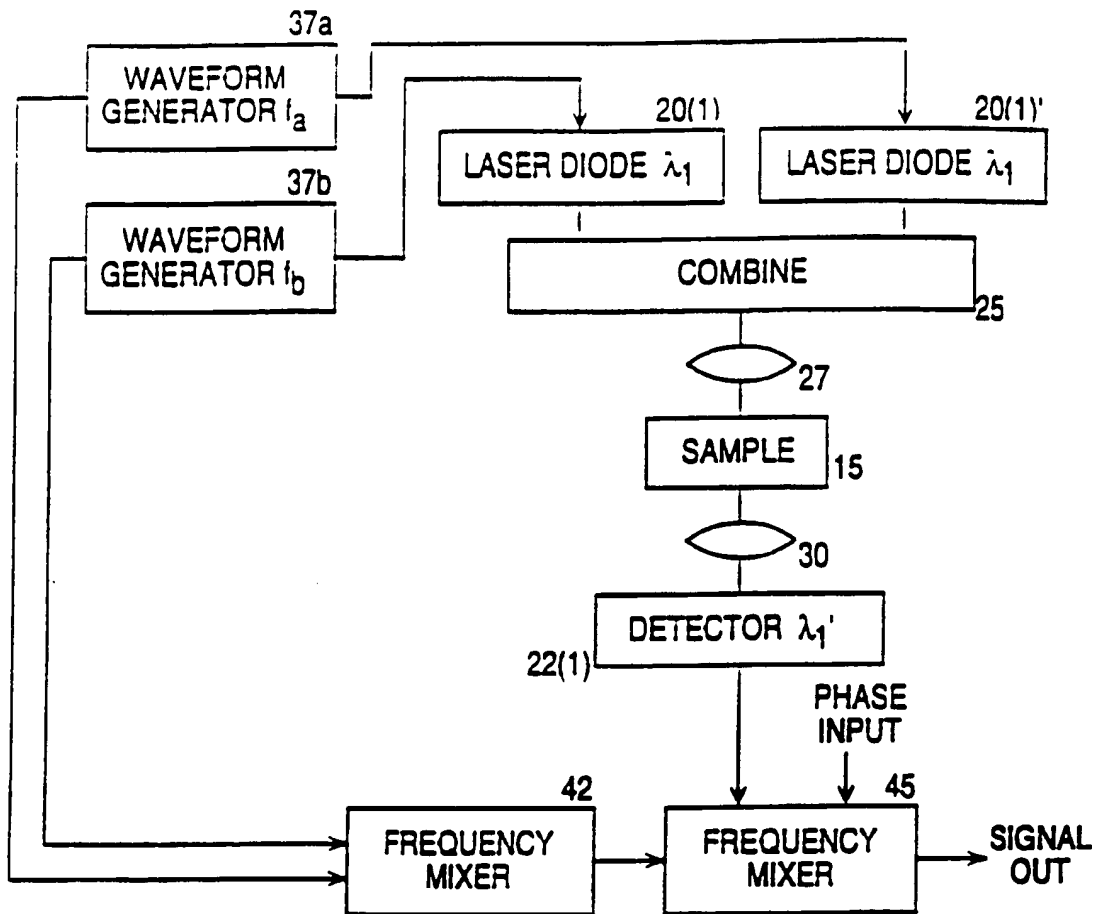 37a
WAVEFORM
GENERATOR fa
37b
WAVEFORM
GENERATOR fb
20(1)
LASER DIODE λ1
20(1)'
LASER DIODE λ1
COMBINE
25
27
SAMPLE
15
30
DETECTOR λ1'
22(1)
PHASE
INPUT
42
FREQUENCY
MIXER
45
FREQUENCY
MIXER
SIGNAL
OUT